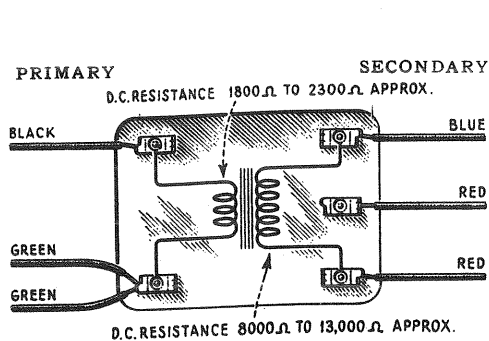 PRIMARY
SECONDARY
D.C. RESISTANCE 1800Ω TO 2300Ω APPROX.
BLACK
BLUE
RED
GREEN
RED
GREEN
D.C. RESISTANCE 8000Ω TO 13,000Ω APPROX.